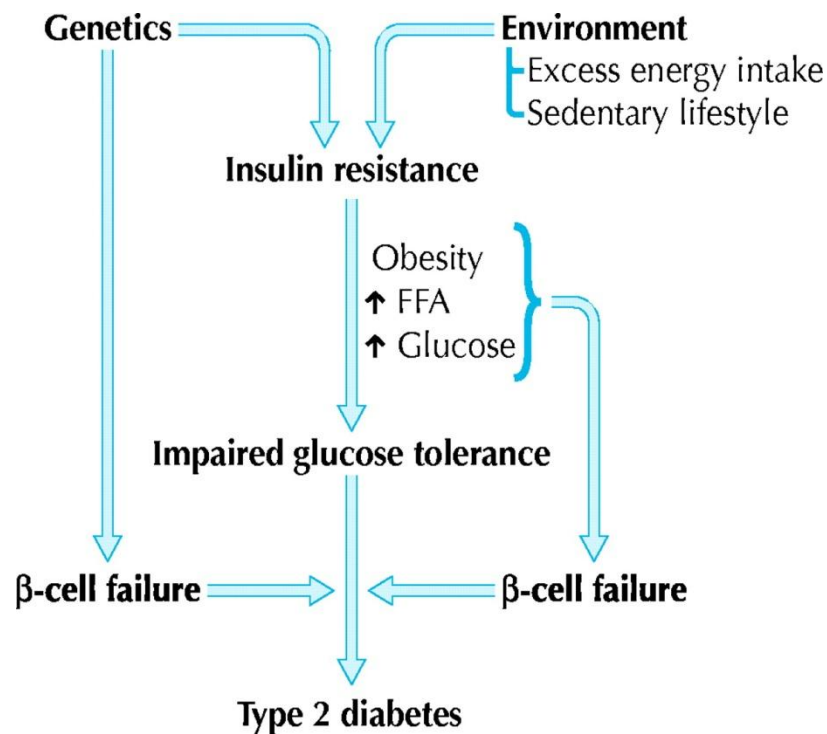 Genetics
Environment
Excess energy intake
Sedentary lifestyle
Insulin resistance
Obesity
↑ FFA
↑ Glucose
Impaired glucose tolerance
β-cell failure
β-cell failure
Type 2 diabetes